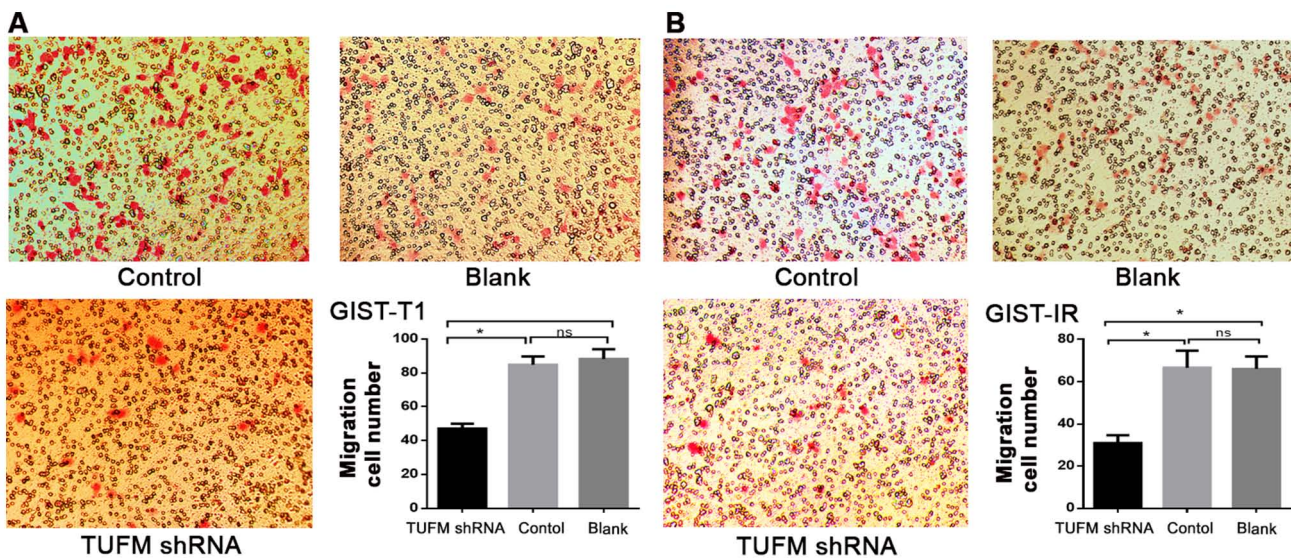 A
B
Control
Blank
Control
Blank
TUFM shRNA
GIST-T1
*
ns
Migration
cell number
100
80
60
40
20
0
TUFM shRNA
Contol
Blank
TUFM shRNA
GIST-IR
*
*
ns
Migration
cell number
80
60
40
20
0
TUFM shRNA
Contol
Blank